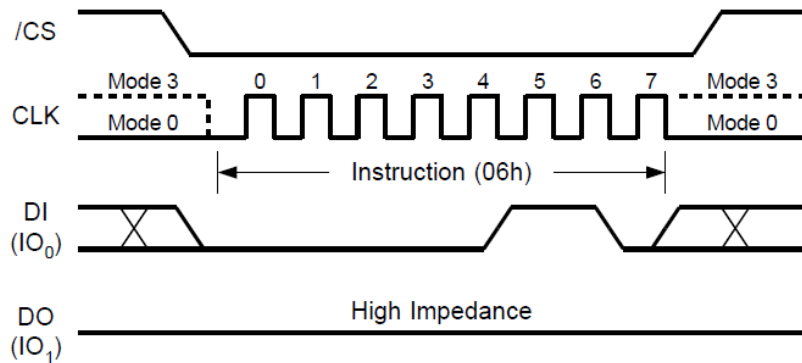 /CS
Mode 3 0 1 2 3 4 5 6 7 Mode 3
CLK
Mode 0 Mode 0
Instruction (06h)
DI
(IO₀)
High Impedance
DO
(IO₁)